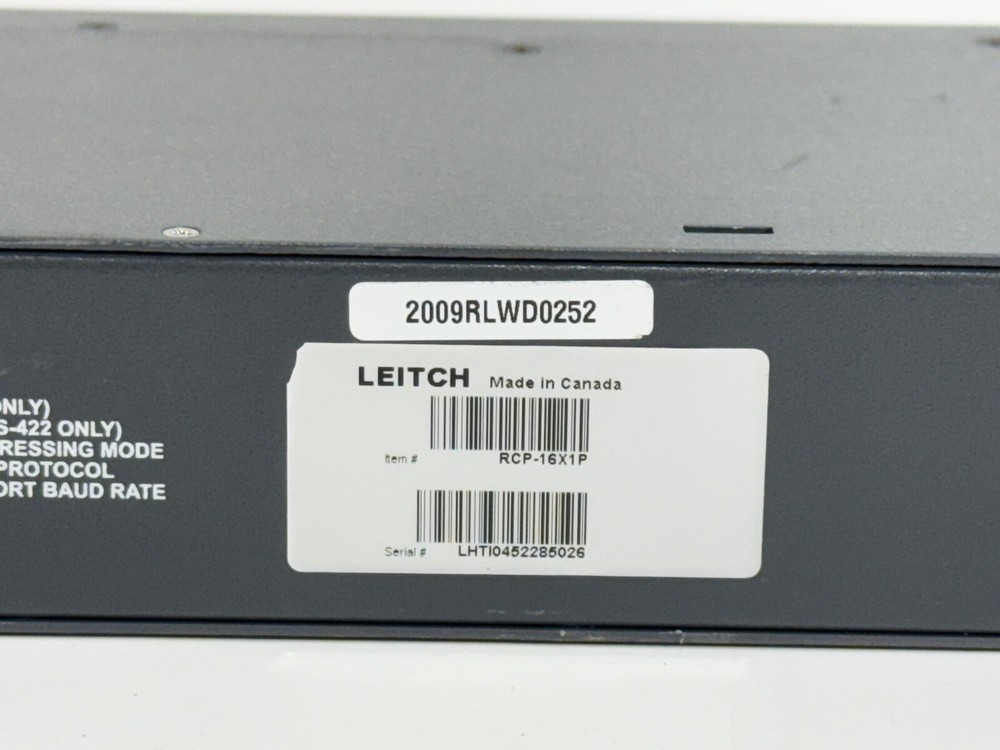 2009RLWD0252
LEITCH Made in Canada
Item # RCP-16X1P
Serial # LHTI0452285026
ONLY)
S-422 ONLY)
RESSING MODE
PROTOCOL
ORT BAUD RATE